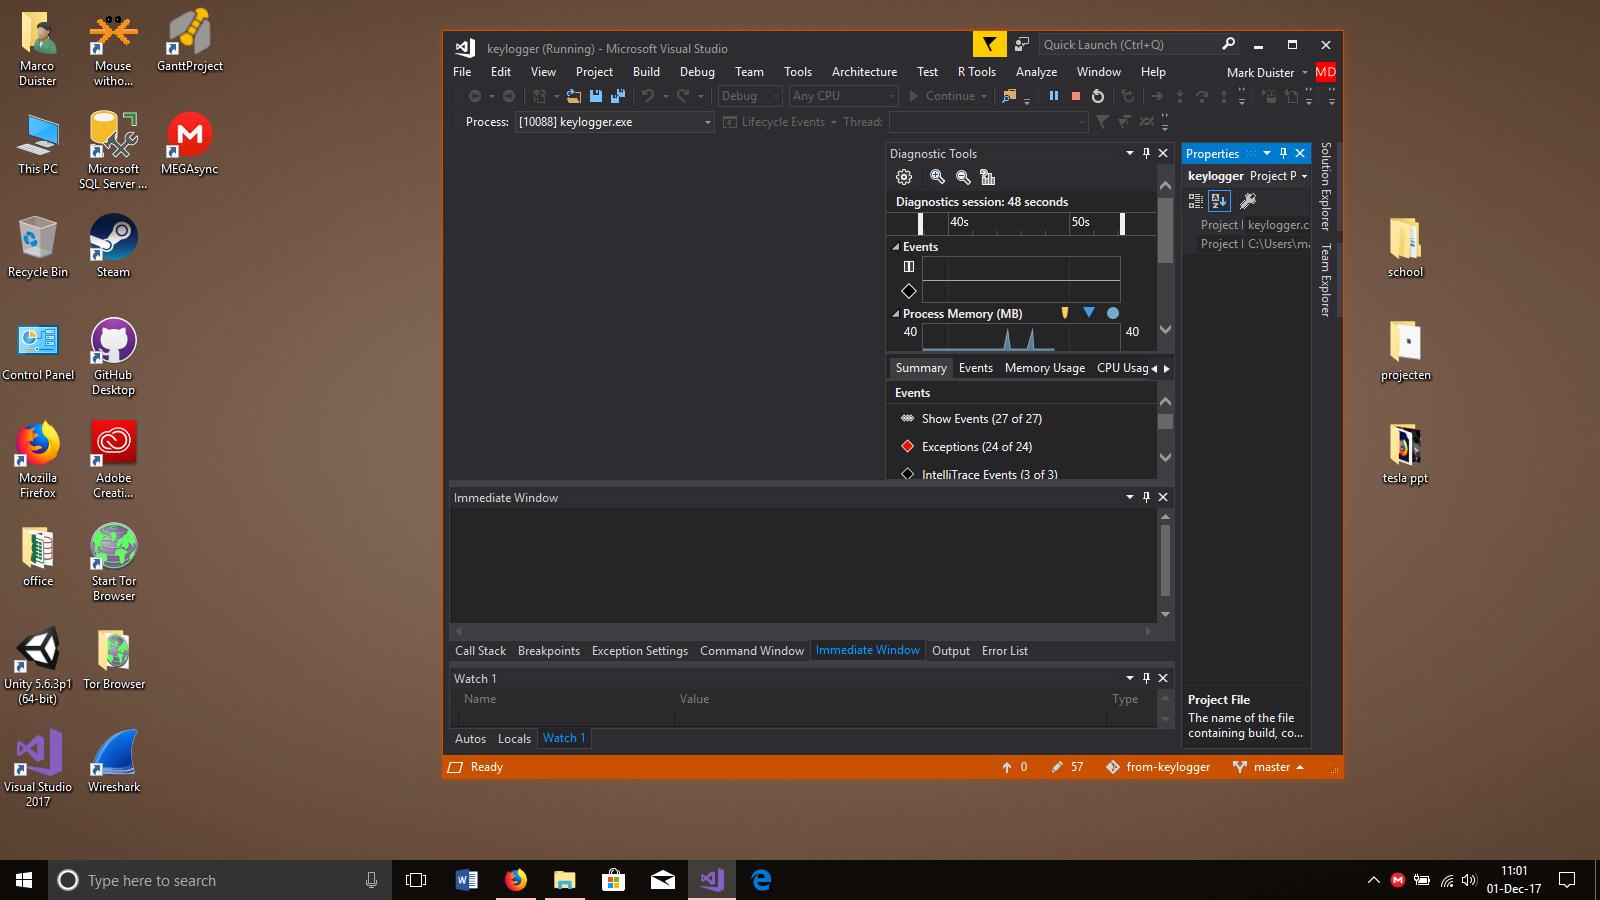 Marco
Duister
Mouse
witho...
GanttProject
This PC
Microsoft
SQL Server ...
MEGAsync
Recycle Bin
Steam
Control Panel
GitHub
Desktop
Mozilla
Firefox
Adobe
Creati...
office
Start Tor
Browser
Unity 5.6.3p1
(64-bit)
Tor Browser
Visual Studio
2017
Wireshark
keylogger (Running) - Microsoft Visual Studio
Quick Launch (Ctrl+Q)
File Edit View Project Build Debug Team Tools Architecture Test R Tools Analyze Window Help Mark Duister MD
Debug Any CPU Continue
Process: [10088] keylogger.exe Lifecycle Events Thread:
Diagnostic Tools
Diagnostics session: 48 seconds
40s 50s
Events
Process Memory (MB)
40 40
Summary Events Memory Usage CPU Usag
Events
Show Events (27 of 27)
Exceptions (24 of 24)
IntelliTrace Events (3 of 3)
Properties
keylogger Project P
Project keylogger.c
Project C:\Users\ma
Project File
The name of the file
containing build, co...
Solution Explorer
Team Explorer
Immediate Window
Call Stack Breakpoints Exception Settings Command Window Immediate Window Output Error List
Watch 1
Name Value Type
Autos Locals Watch 1
Ready 0 57 from-keylogger master
school
projecten
tesla ppt
Type here to search
11:01
01-Dec-17